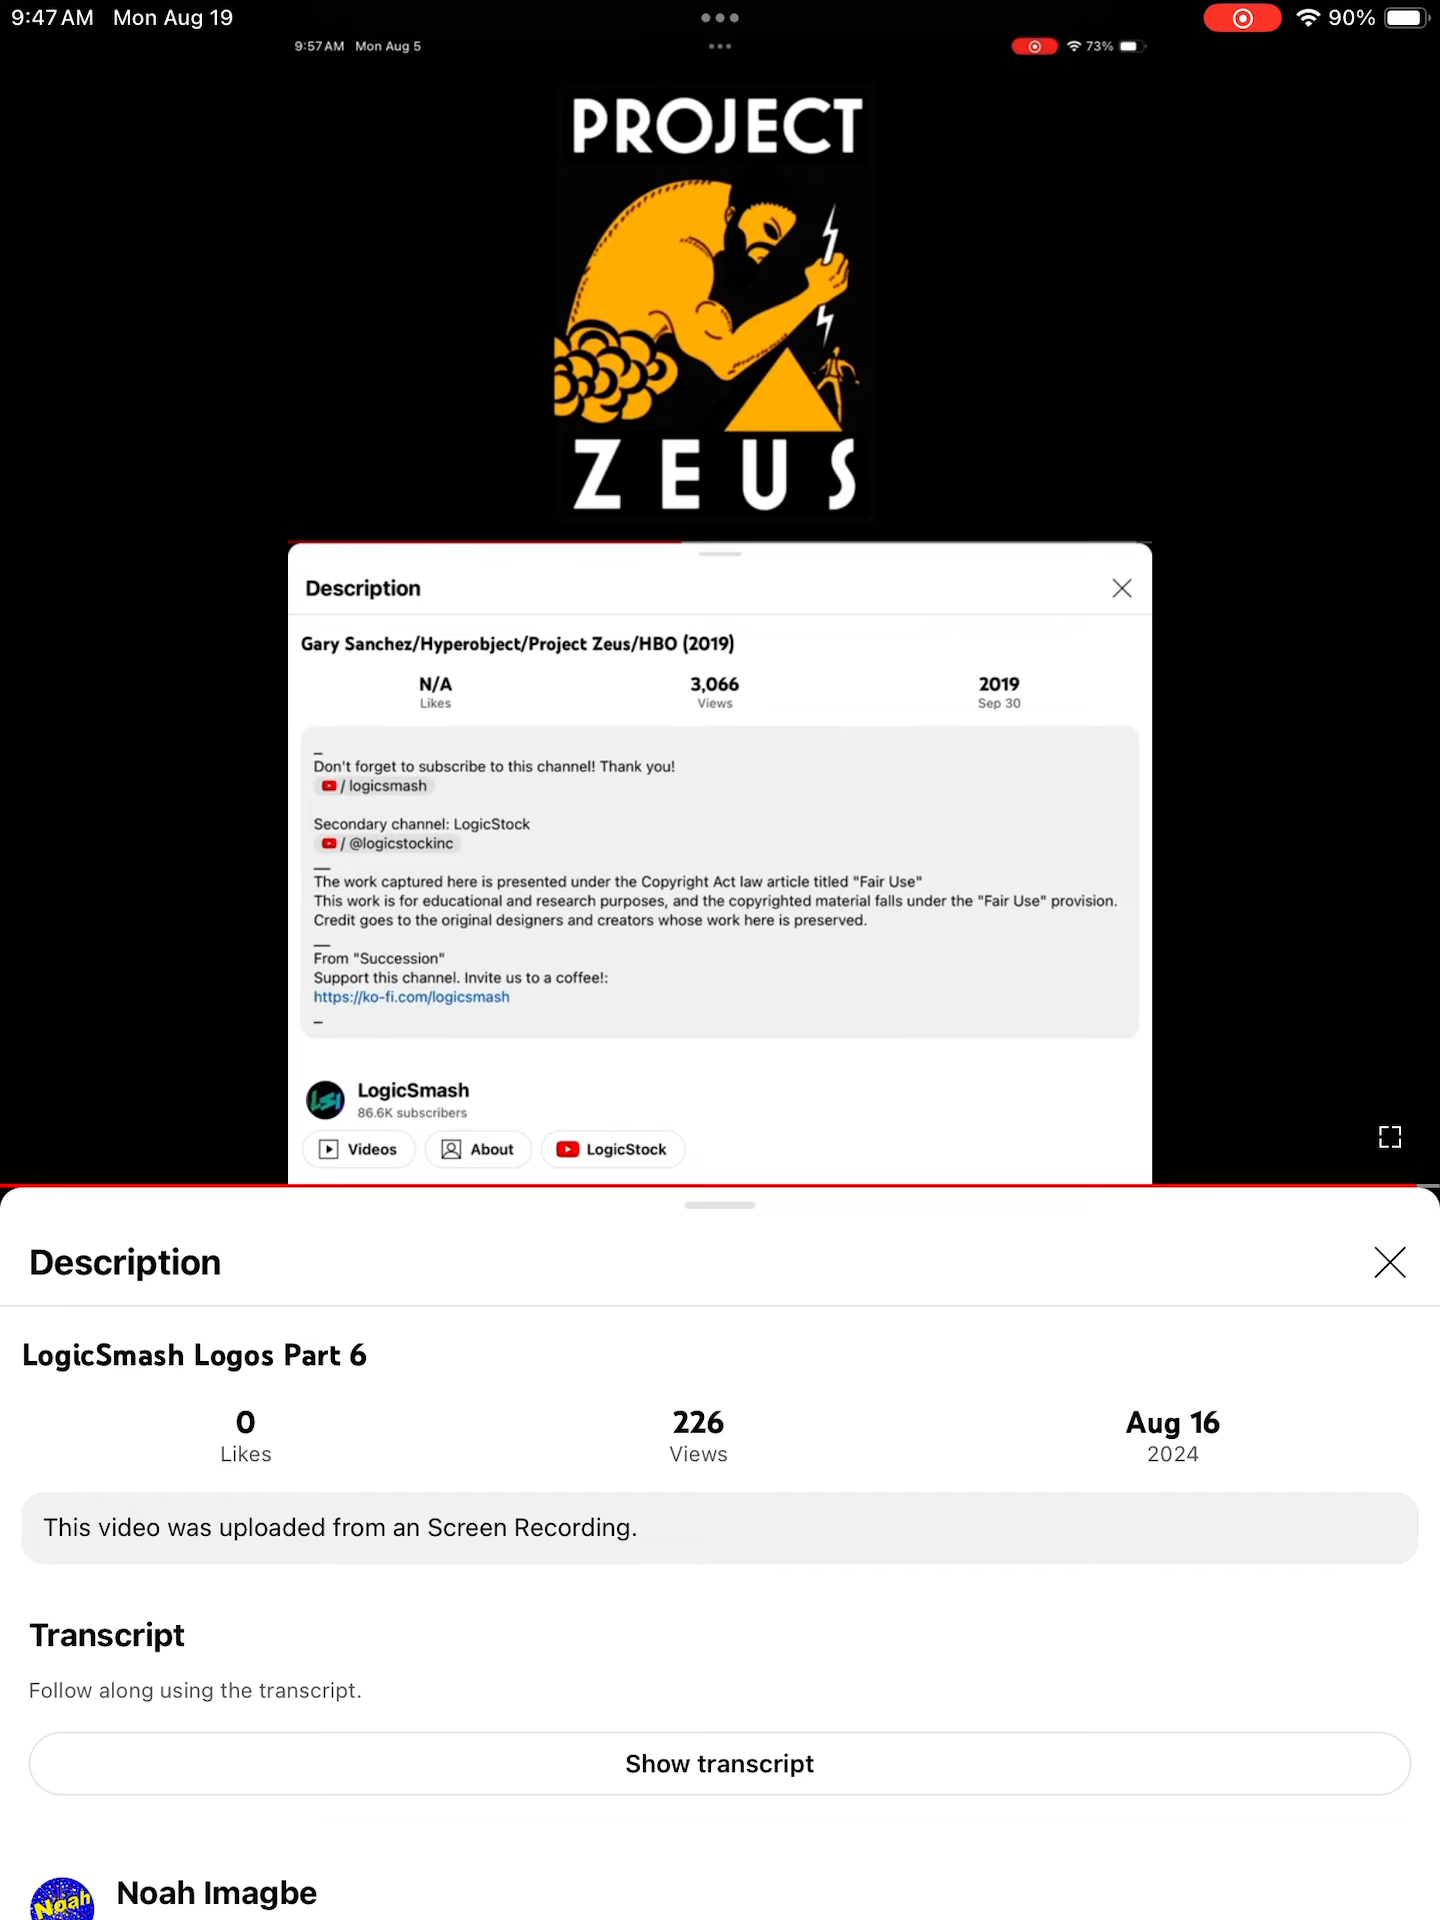 9:47 AM Mon Aug 19
90%
9:57 AM Mon Aug 5
73%
PROJECT
ZEUS
Description
Gary Sanchez/Hyperobject/Project Zeus/HBO (2019)
N/A 3,066 2019
Likes Views Sep 30
_
Don't forget to subscribe to this channel! Thank you!
/ logicsmash
Secondary channel: LogicStock
/ @logicstockinc
__
The work captured here is presented under the Copyright Act law article titled "Fair Use"
This work is for educational and research purposes, and the copyrighted material falls under the "Fair Use" provision.
Credit goes to the original designers and creators whose work here is preserved.
__
From "Succession"
Support this channel. Invite us to a coffee!:
https://ko-fi.com/logicsmash
_
LSI LogicSmash
86.6K subscribers
Videos About LogicStock
Description
LogicSmash Logos Part 6
0 226 Aug 16
Likes Views 2024
This video was uploaded from an Screen Recording.
Transcript
Follow along using the transcript.
Show transcript
Noah Noah Imagbe